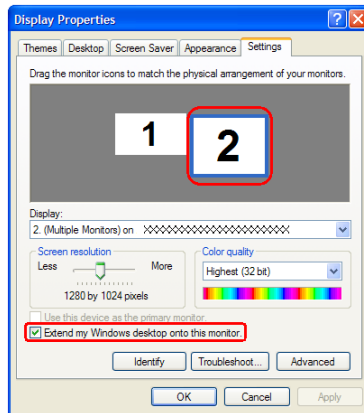 Display Properties
Themes Desktop Screen Saver Appearance Settings
Drag the monitor icons to match the physical arrangement of your monitors.
1 2
Display:
2. (Multiple Monitors) on XXXXXXXXXXXXXXXXXXXXXX
Screen resolution Color quality
Less More Highest (32 bit)
1280 by 1024 pixels
Use this device as the primary monitor.
Extend my Windows desktop onto this monitor.
Identify Troubleshoot... Advanced
OK Cancel Apply